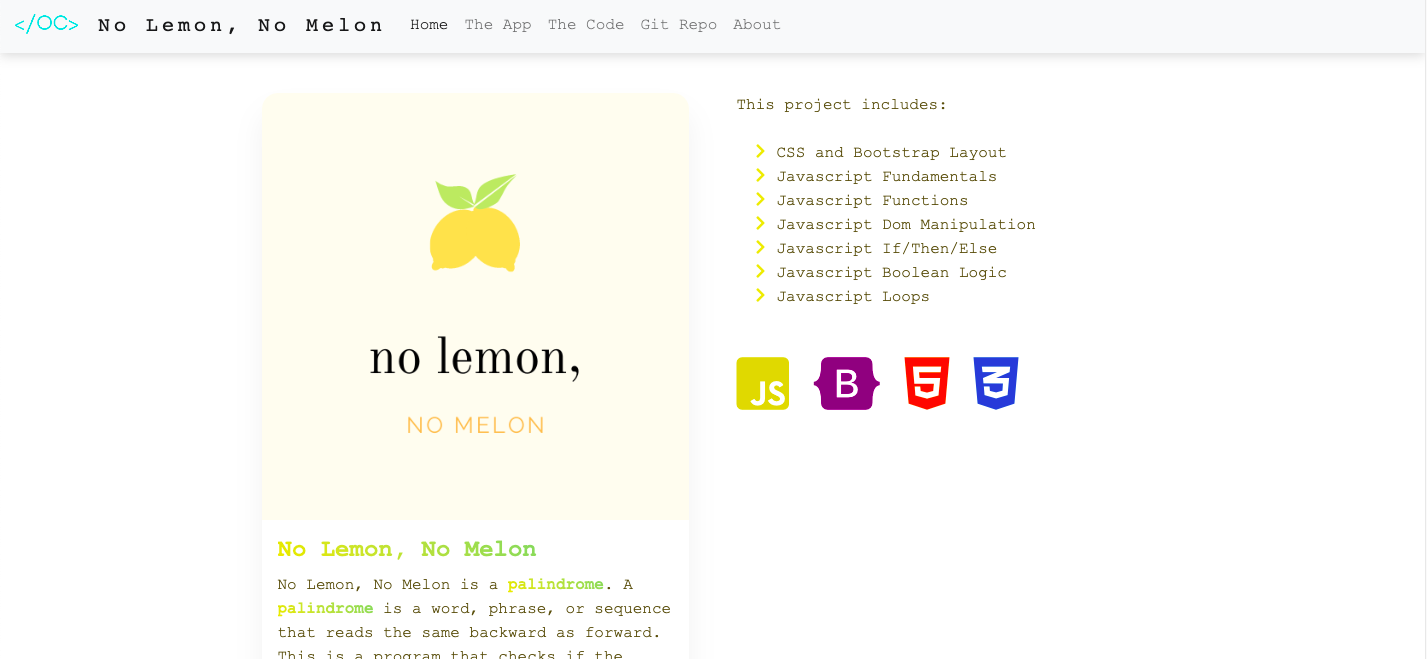 </OC> No Lemon, No Melon Home The App The Code Git Repo About
no lemon,
NO MELON
No Lemon, No Melon
No Lemon, No Melon is a palindrome. A
palindrome is a word, phrase, or sequence
that reads the same backward as forward.
This is a program that checks if the
This project includes:
CSS and Bootstrap Layout
Javascript Fundamentals
Javascript Functions
Javascript Dom Manipulation
Javascript If/Then/Else
Javascript Boolean Logic
Javascript Loops
JS B 5 3